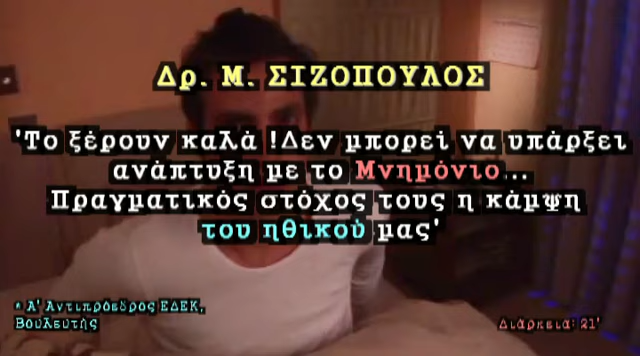 Δρ. Μ. ΣΙΖΟΠΟΥΛΟΣ
'Το ξέρουν καλά !Δεν μπορεί να υπάρξει
ανάπτυξη με το Μνημόνιο...
Πραγματικός στόχος τους η κάμψη
του ηθικού μας'
* Α' Αντιπρόεδρος ΕΔΕΚ,
Βουλευτής
Διάρκεια: 21'